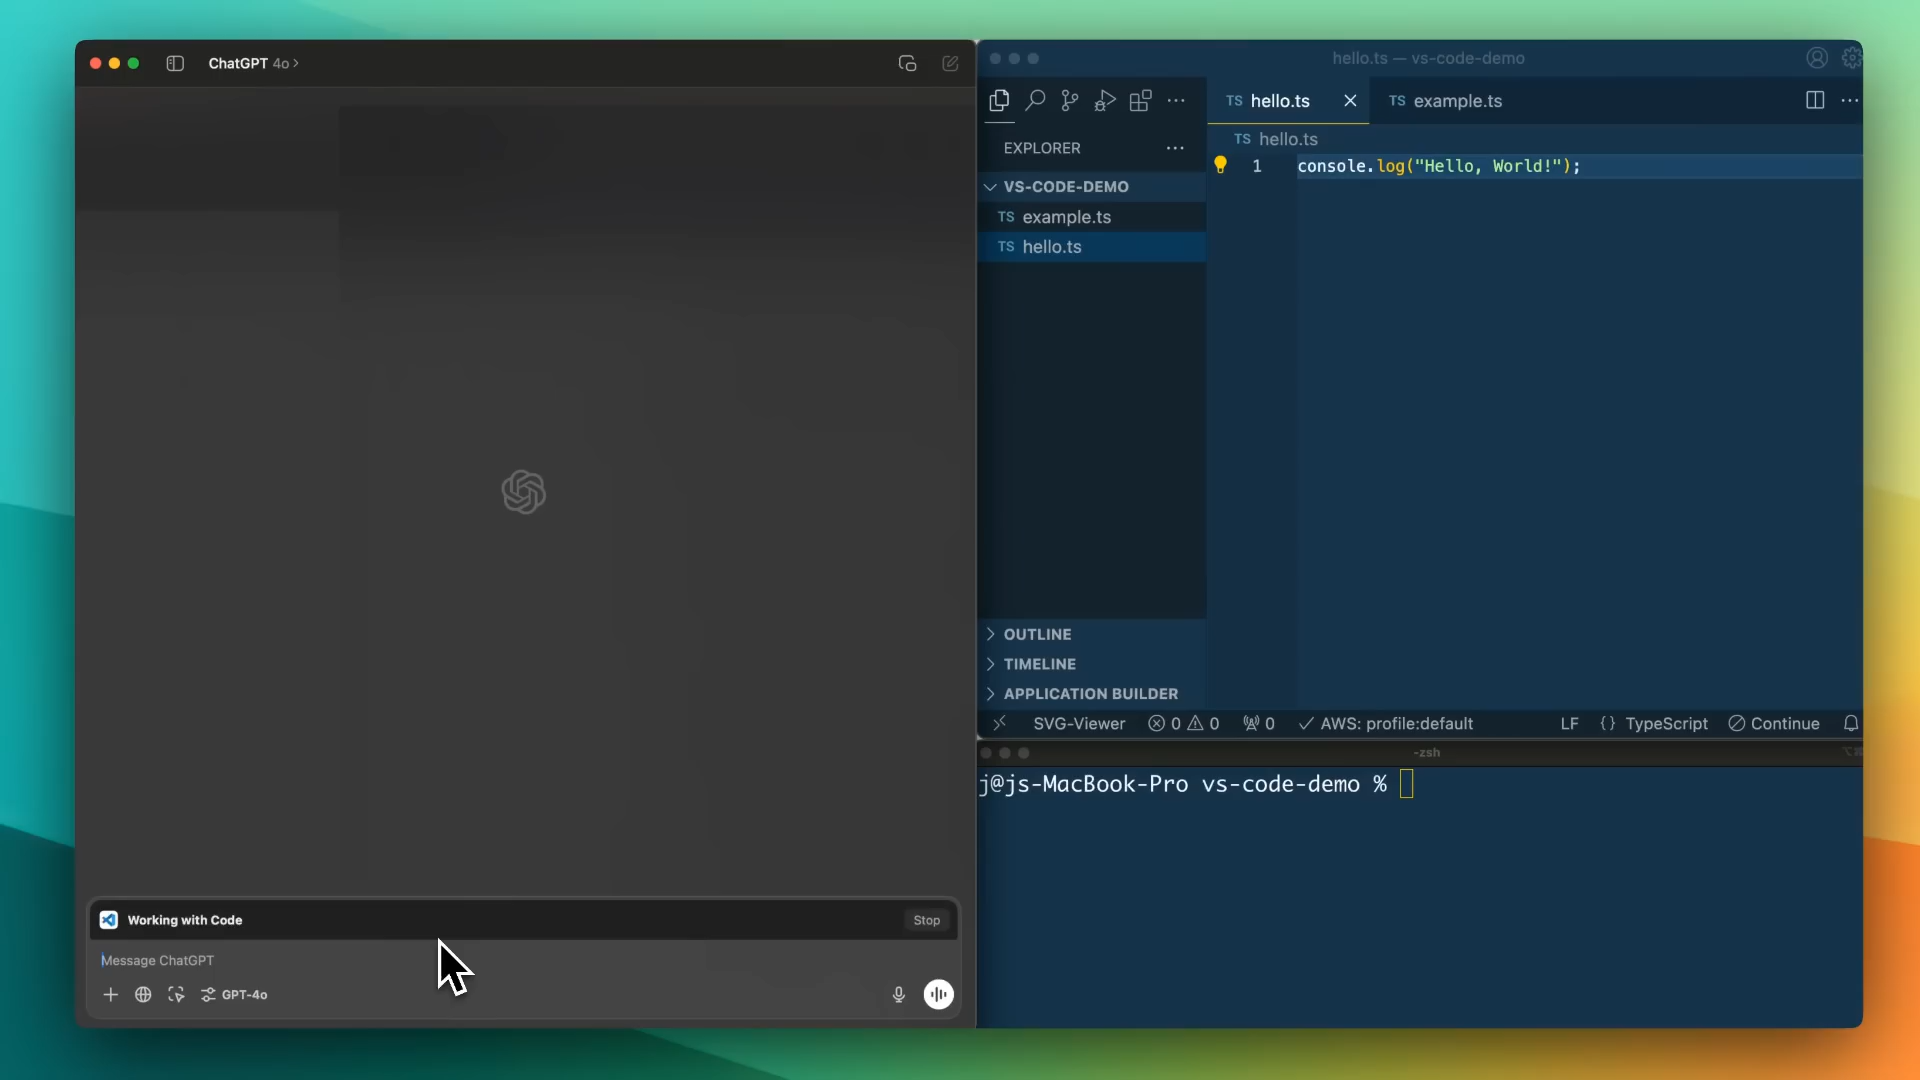 ChatGPT 4o >
Working with Code
Stop
Message ChatGPT
GPT-4o
hello.ts — vs-code-demo
TS hello.ts
TS example.ts
EXPLORER
TS hello.ts
1 console.log("Hello, World!");
VS-CODE-DEMO
TS example.ts
TS hello.ts
OUTLINE
TIMELINE
APPLICATION BUILDER
SVG-Viewer 0 0 0 AWS: profile:default LF {} TypeScript Continue
-zsh
j@js-MacBook-Pro vs-code-demo %